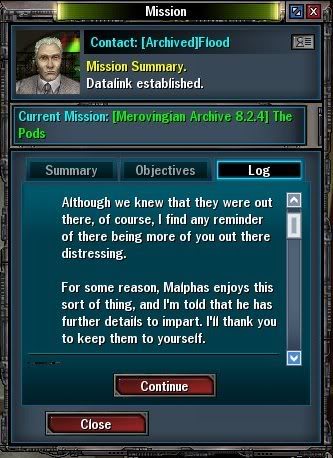 Mission
Contact: [Archived]Flood
Mission Summary.
Datalink established.
Current Mission: [Merovingian Archive 8.2.4] The
Pods
Summary
Objectives
Log
Although we knew that they were out
there, of course, I find any reminder
of there being more of you out there
distressing.
For some reason, Malphas enjoys this
sort of thing, and I'm told that he has
further details to impart. I'll thank you
to keep them to yourself.
Continue
Close